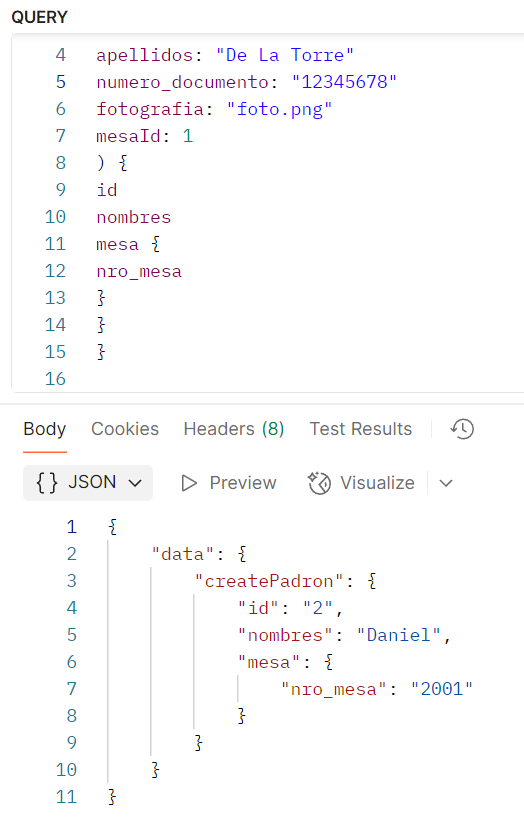 QUERY
4 apellidos: "De La Torre"
5 numero_documento: "12345678"
6 fotografia: "foto.png"
7 mesaId: 1
8 ) {
9 id
10 nombres
11 mesa {
12 nro_mesa
13 }
14 }
15 }
16
Body Cookies Headers (8) Test Results
{} JSON Preview Visualize
1 {
2 "data": {
3 "createPadron": {
4 "id": "2",
5 "nombres": "Daniel",
6 "mesa": {
7 "nro_mesa": "2001"
8 }
9 }
10 }
11 }